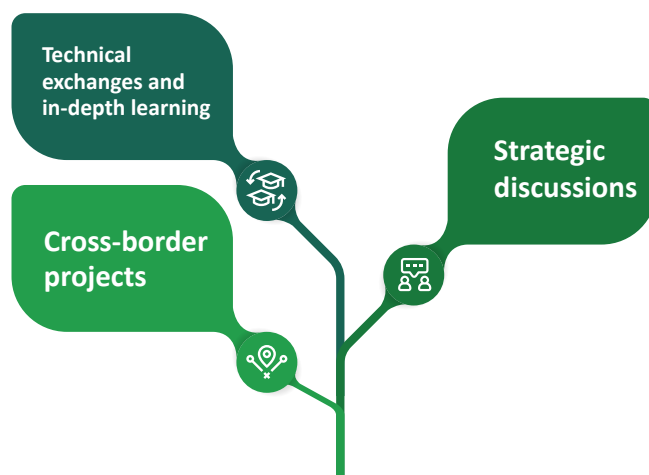 Technical
exchanges and
in-depth learning
Strategic
discussions
Cross-border
projects